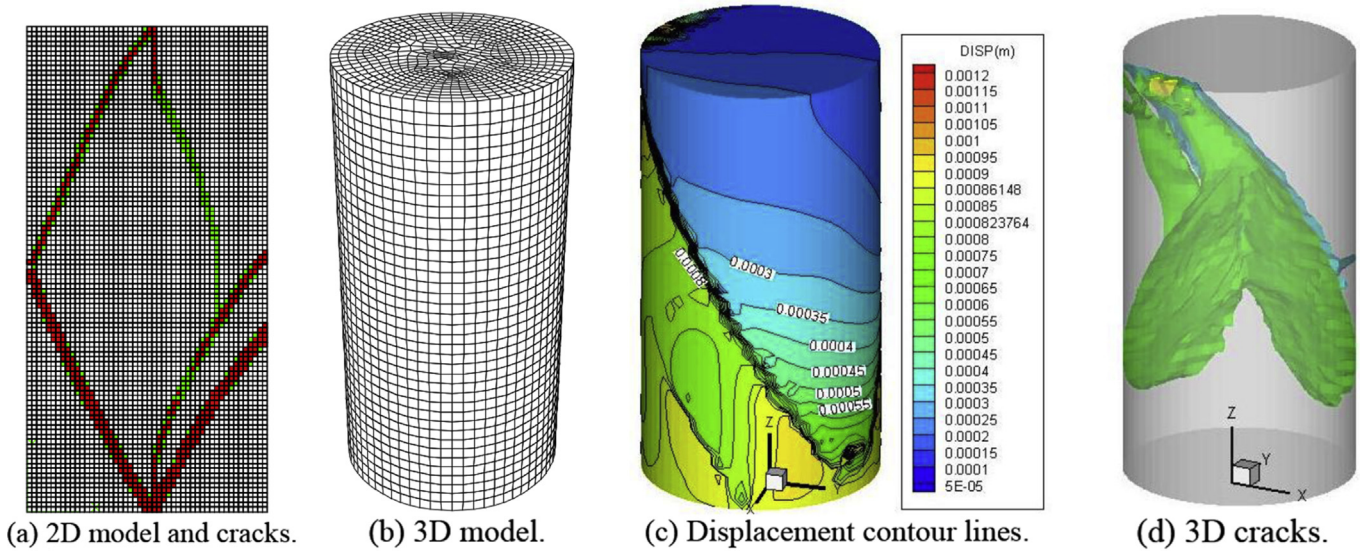 DISP(m)
0.0012
0.00115
0.0011
0.00105
0.001
0.00095
0.0009
0.00086148
0.00085
0.000823764
0.0008
0.00075
0.0007
0.00065
0.0006
0.00055
0.0005
0.00045
0.0004
0.00035
0.0003
0.00025
0.0002
0.00015
0.0001
5E-05
0.0008
0.0003
0.00035
0.0004
0.00045
0.0005
0.00055
Z
X
Y
Z
Y
X
(a) 2D model and cracks.
(b) 3D model.
(c) Displacement contour lines.
(d) 3D cracks.